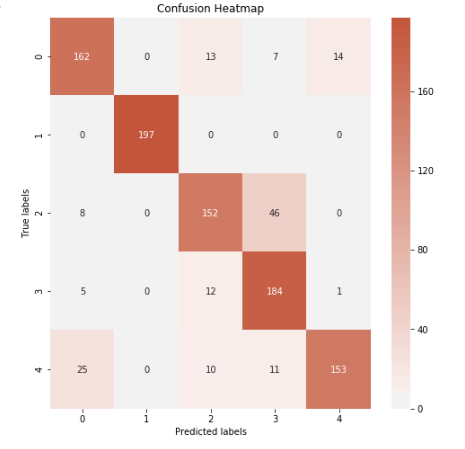 Confusion Heatmap
0 162 0 13 7 14
1 0 197 0 0 0
2 8 0 152 46 0
3 5 0 12 184 1
4 25 0 10 11 153
0 1 2 3 4
True labels
Predicted labels
160
120
80
40
0